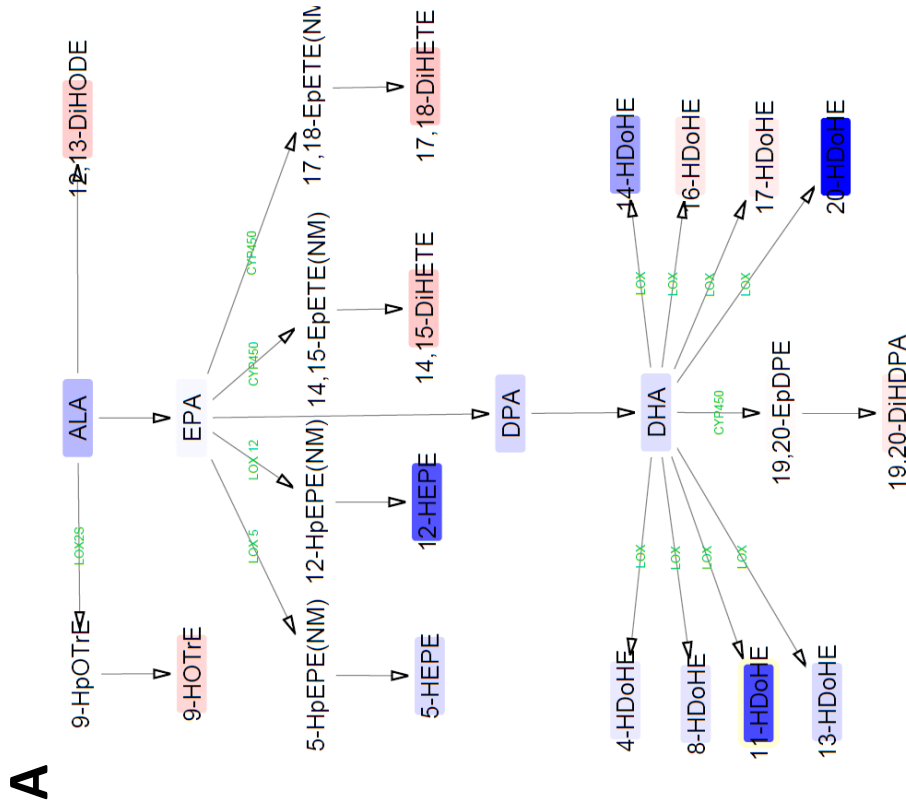 A
9-HpOTrE
LOX2S
ALA
12,13-DiHODE
9-HOTrE
EPA
LOX 5
LOX 12
CYP450
CYP450
5-HpEPE(NM)
12-HpEPE(NM)
14,15-EpETE(NM)
17,18-EpETE(NM
5-HEPE
12-HEPE
14,15-DiHETE
17,18-DiHETE
DPA
DHA
4-HDoHE
LOX
LOX
14-HDoHE
8-HDoHE
LOX
LOX
16-HDoHE
11-HDoHE
LOX
CYP450
LOX
17-HDoHE
13-HDoHE
LOX
LOX
20-HDoHE
19,20-EpDPE
19,20-DiHDPA